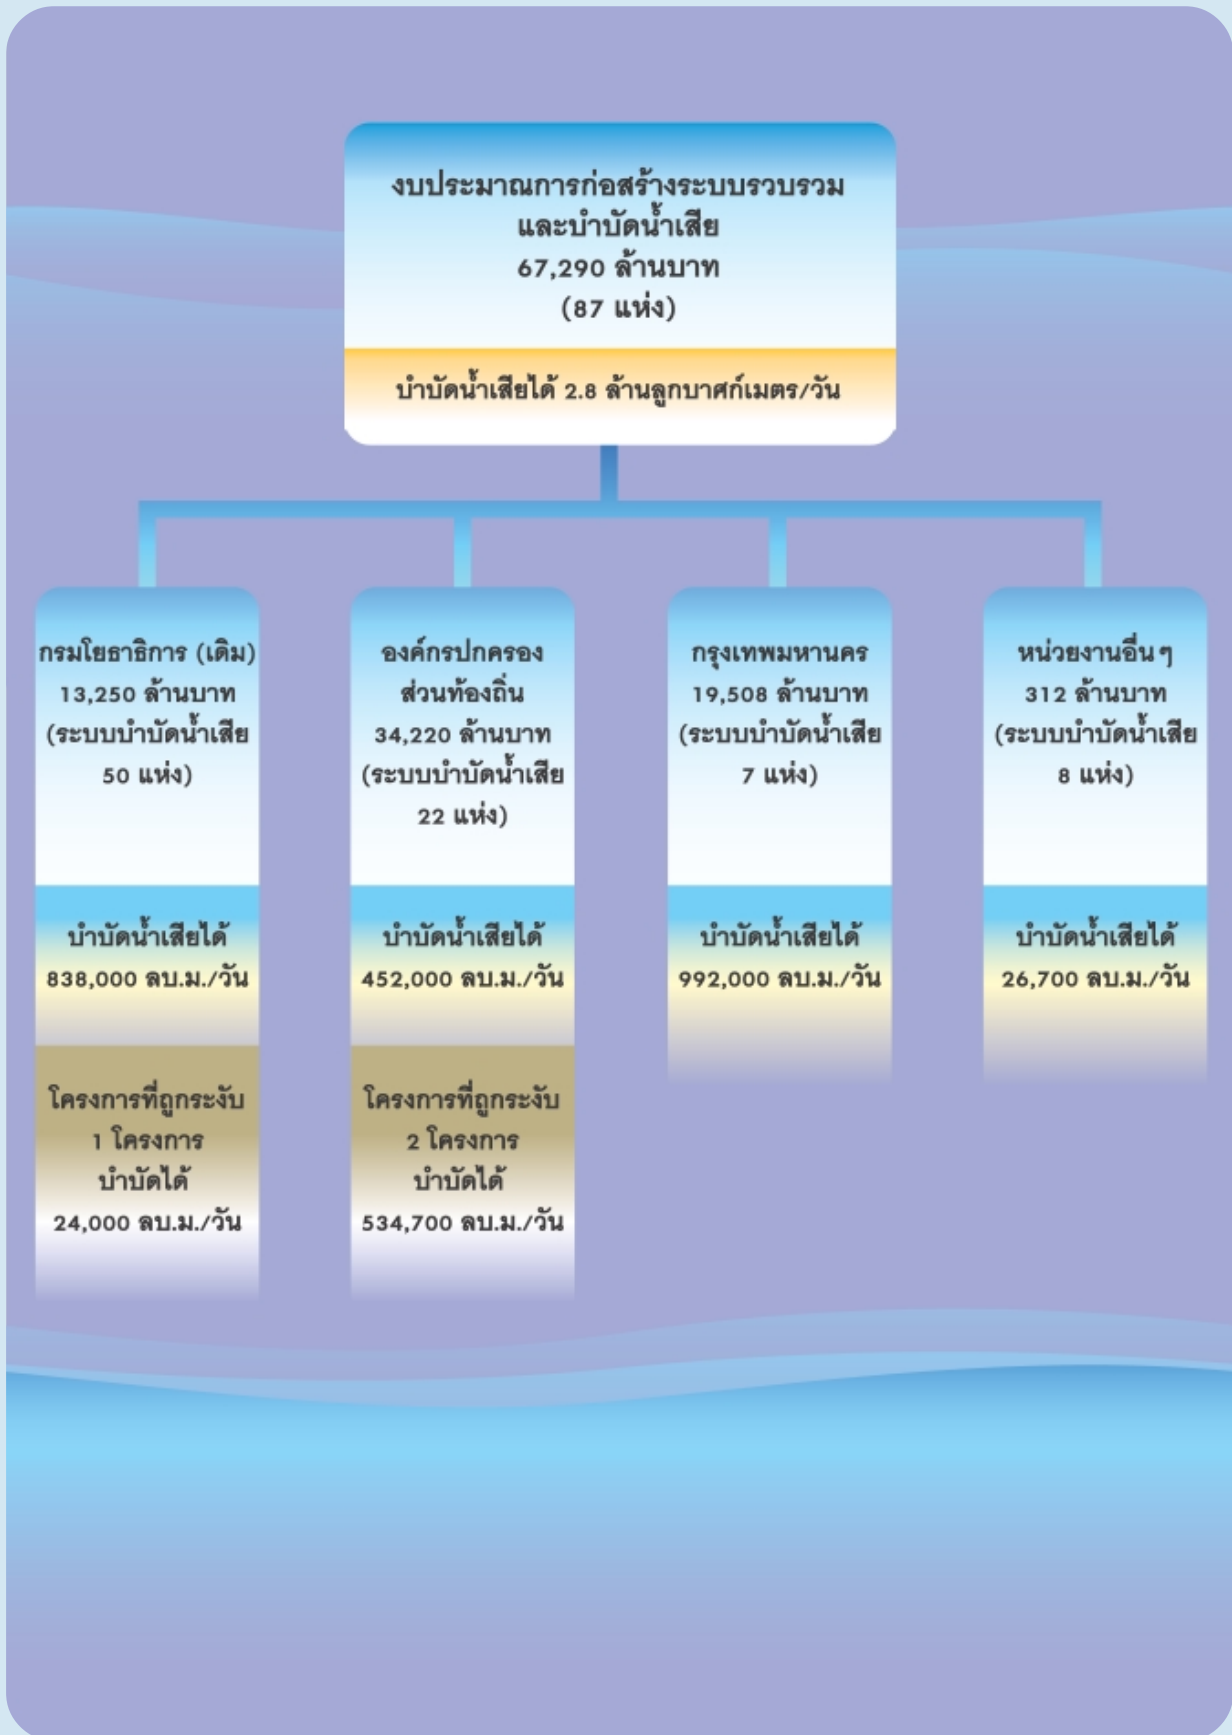 งบประมาณการก่อสร้างระบบรวบรวม
และบำบัดน้ำเสีย
67,290 ล้านบาท
(87 แห่ง)
บำบัดน้ำเสียได้ 2.8 ล้านลูกบาศก์เมตร/วัน
กรมโยธาธิการ (เดิม)
13,250 ล้านบาท
(ระบบบำบัดน้ำเสีย
50 แห่ง)
บำบัดน้ำเสียได้
838,000 ลบ.ม./วัน
โครงการที่ถูกระงับ
1 โครงการ
บำบัดได้
24,000 ลบ.ม./วัน
องค์กรปกครอง
ส่วนท้องถิ่น
34,220 ล้านบาท
(ระบบบำบัดน้ำเสีย
22 แห่ง)
บำบัดน้ำเสียได้
452,000 ลบ.ม./วัน
โครงการที่ถูกระงับ
2 โครงการ
บำบัดได้
534,700 ลบ.ม./วัน
กรุงเทพมหานคร
19,508 ล้านบาท
(ระบบบำบัดน้ำเสีย
7 แห่ง)
บำบัดน้ำเสียได้
992,000 ลบ.ม./วัน
หน่วยงานอื่นๆ
312 ล้านบาท
(ระบบบำบัดน้ำเสีย
8 แห่ง)
บำบัดน้ำเสียได้
26,700 ลบ.ม./วัน